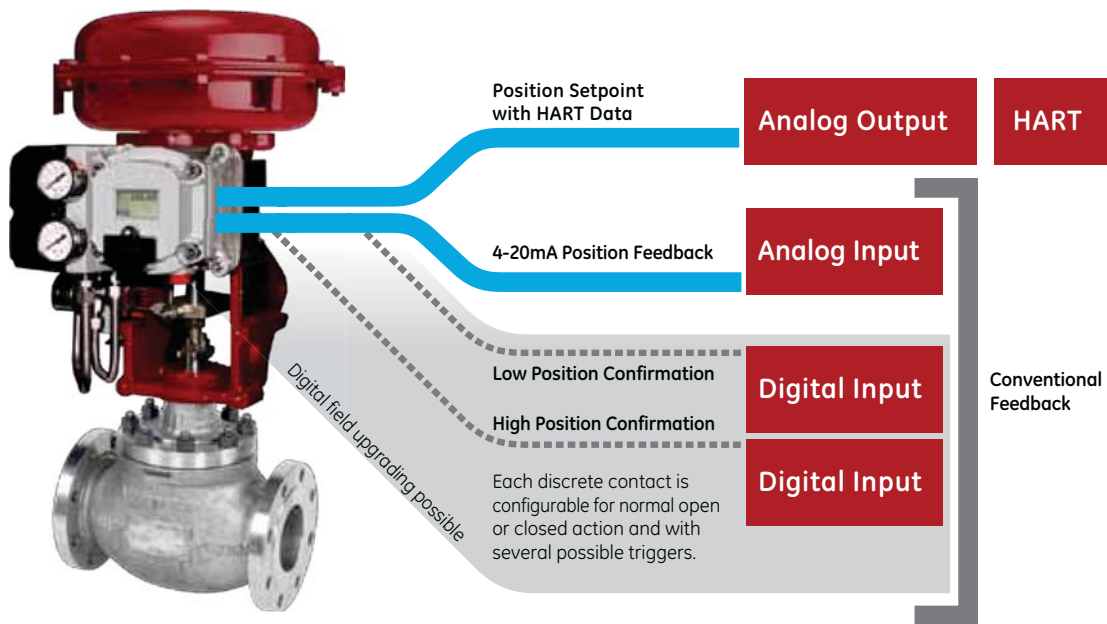 Position Setpoint
with HART Data
Analog Output
HART
4-20mA Position Feedback
Analog Input
Low Position Confirmation
Digital Input
High Position Confirmation
Digital Input
Each discrete contact is
configurable for normal open
or closed action and with
several possible triggers.
Digital field upgrading possible
Conventional
Feedback